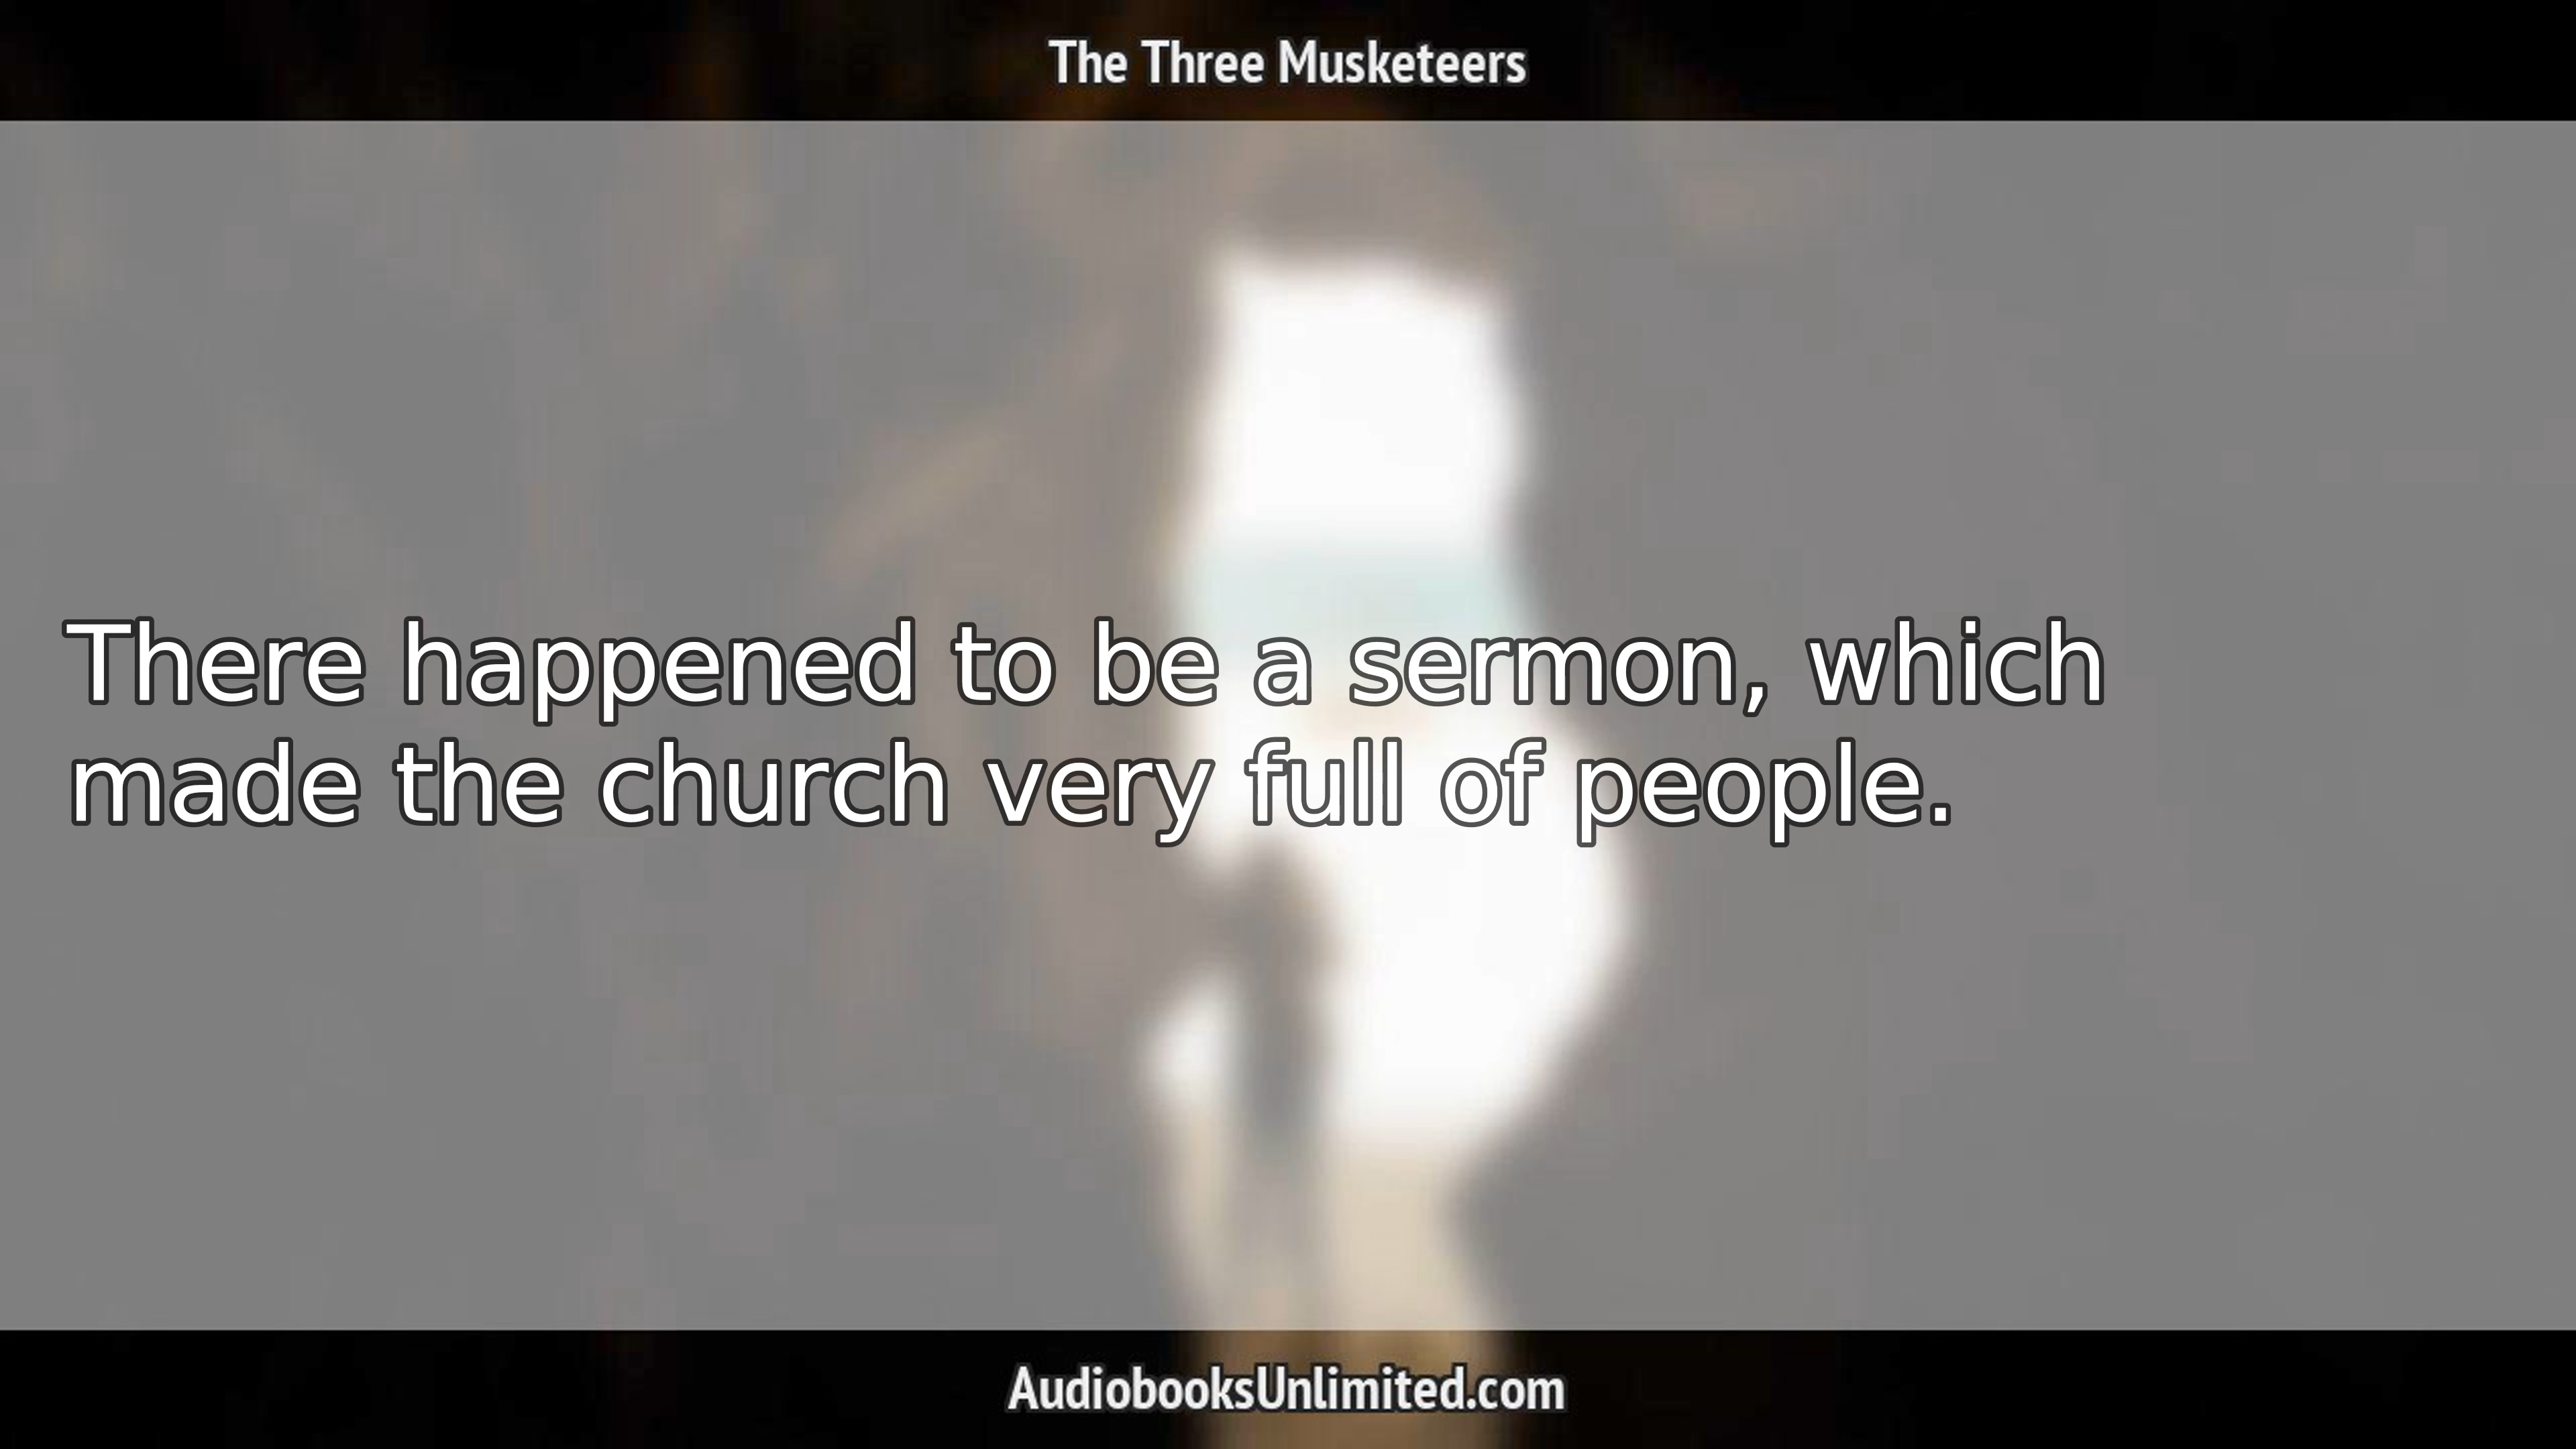 The Three Musketeers
There happened to be a sermon, which
made the church very full of people.
AudiobooksUnlimited.com